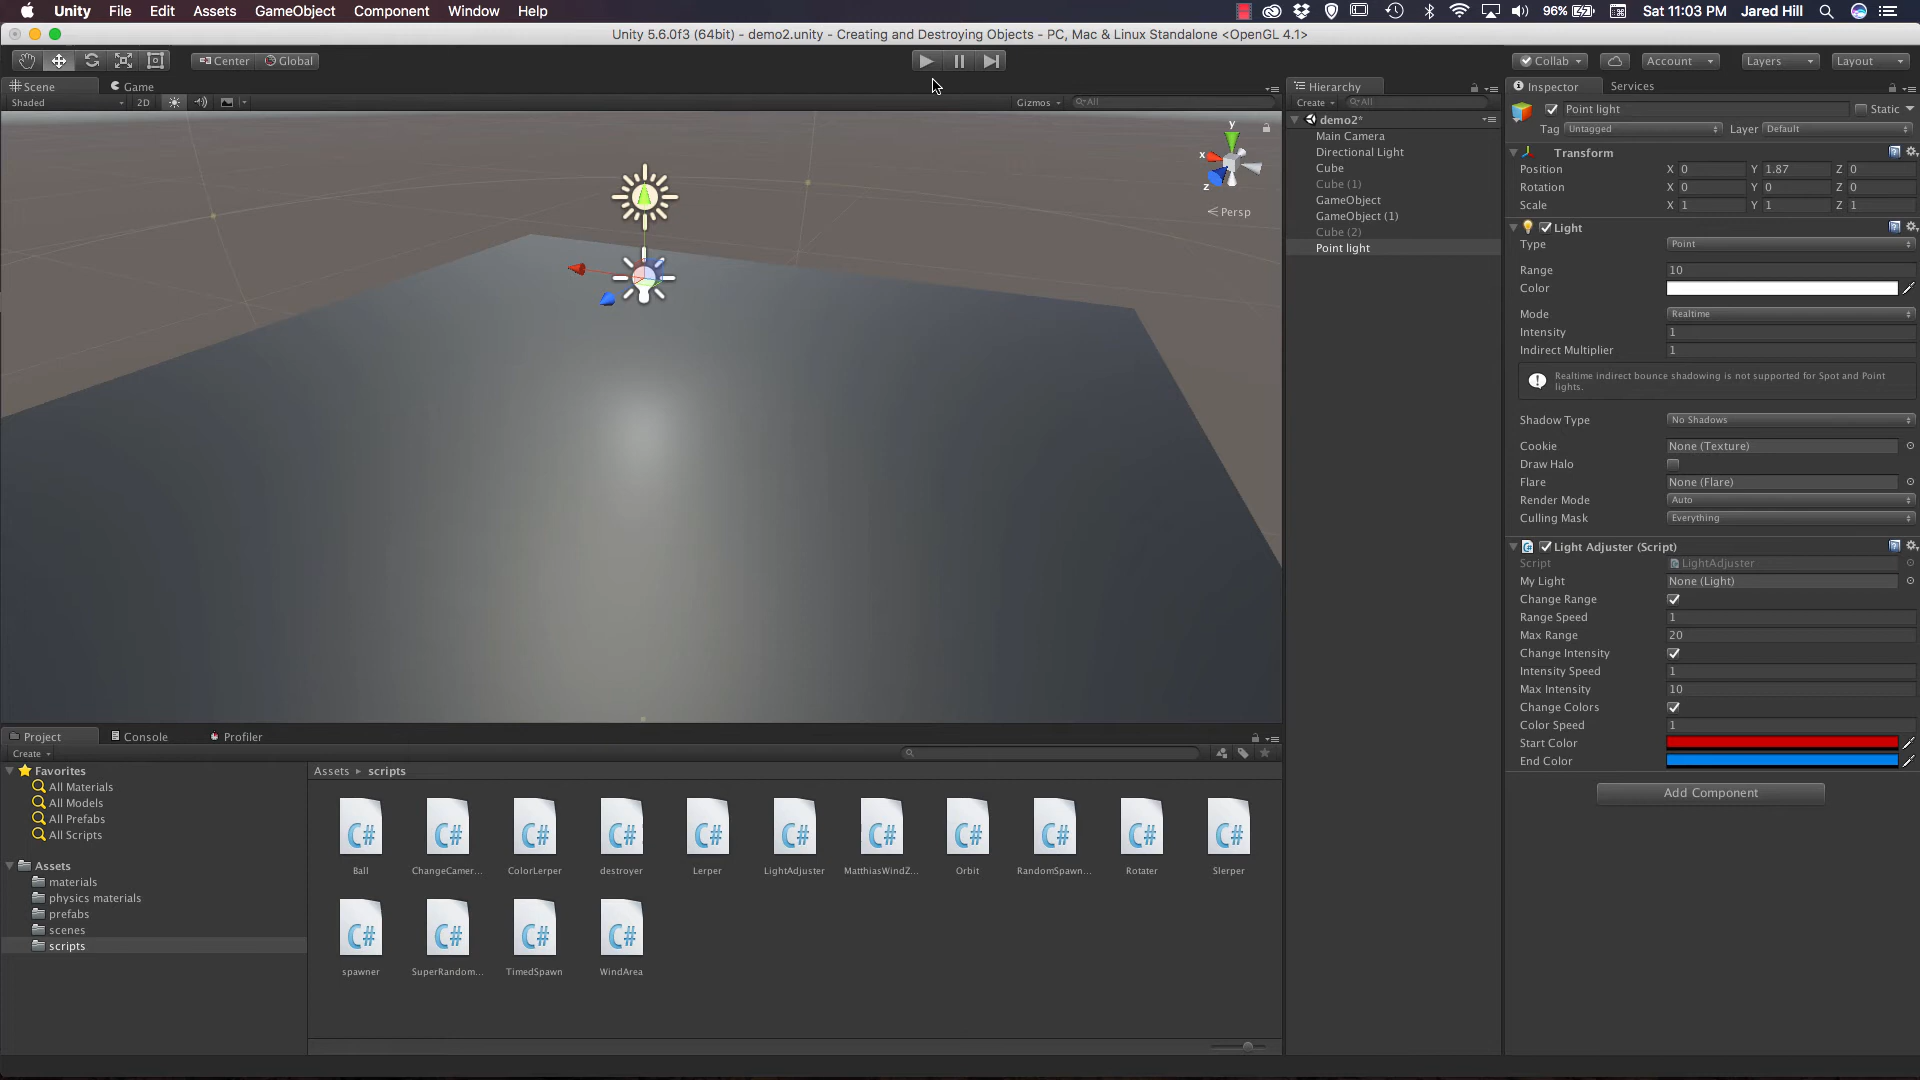 Unity File Edit Assets GameObject Component Window Help 96% Sat 11:03 PM Jared Hill
Unity 5.6.0f3 (64bit) - demo2.unity - Creating and Destroying Objects - PC, Mac & Linux Standalone <OpenGL 4.1>
Center Global Collab Account Layers Layout
Scene Game
Shaded 2D Gizmos All
y
x
z
Persp
Hierarchy
Create All
demo2*
Main Camera
Directional Light
Cube
Cube (1)
GameObject
GameObject (1)
Cube (2)
Point light
Inspector Services
Point light Static
Tag Untagged Layer Default
Transform
Position X 0 Y 1.87 Z 0
Rotation X 0 Y 0 Z 0
Scale X 1 Y 1 Z 1
Light
Type Point
Range 10
Color
Mode Realtime
Intensity 1
Indirect Multiplier 1
Realtime indirect bounce shadowing is not supported for Spot and Point
lights.
Shadow Type No Shadows
Cookie None (Texture)
Draw Halo
Flare None (Flare)
Render Mode Auto
Culling Mask Everything
Light Adjuster (Script)
Script LightAdjuster
My Light None (Light)
Change Range
Range Speed 1
Max Range 20
Change Intensity
Intensity Speed 1
Max Intensity 10
Change Colors
Color Speed 1
Start Color
End Color
Add Component
Project Console Profiler
Create
Favorites
All Materials
All Models
All Prefabs
All Scripts
Assets
materials
physics materials
prefabs
scenes
scripts
Assets scripts
C# C# C# C# C# C# C# C# C# C# C#
Ball ChangeCamer... ColorLerper destroyer Lerper LightAdjuster MatthiasWindZ... Orbit RandomSpawn... Rotater Slerper
C# C# C# C#
spawner SuperRandom... TimedSpawn WindArea